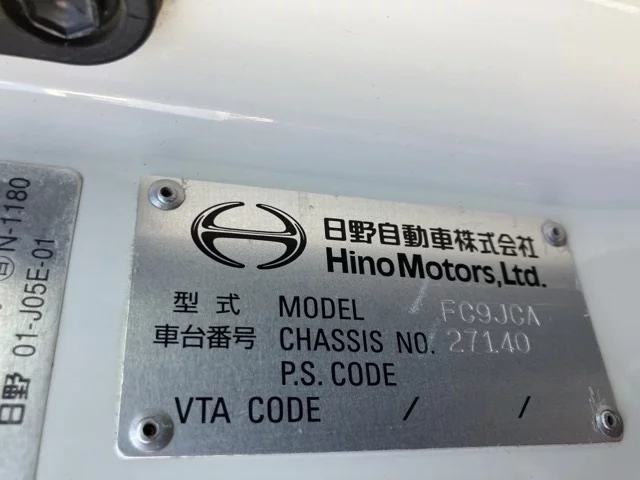 日野自動車株式会社
Hino Motors, Ltd.
型式 MODEL FC9JCA
車台番号 CHASSIS NO. 27140
P.S. CODE
VTA CODE / /
N-1180
日野 01-J05E-01